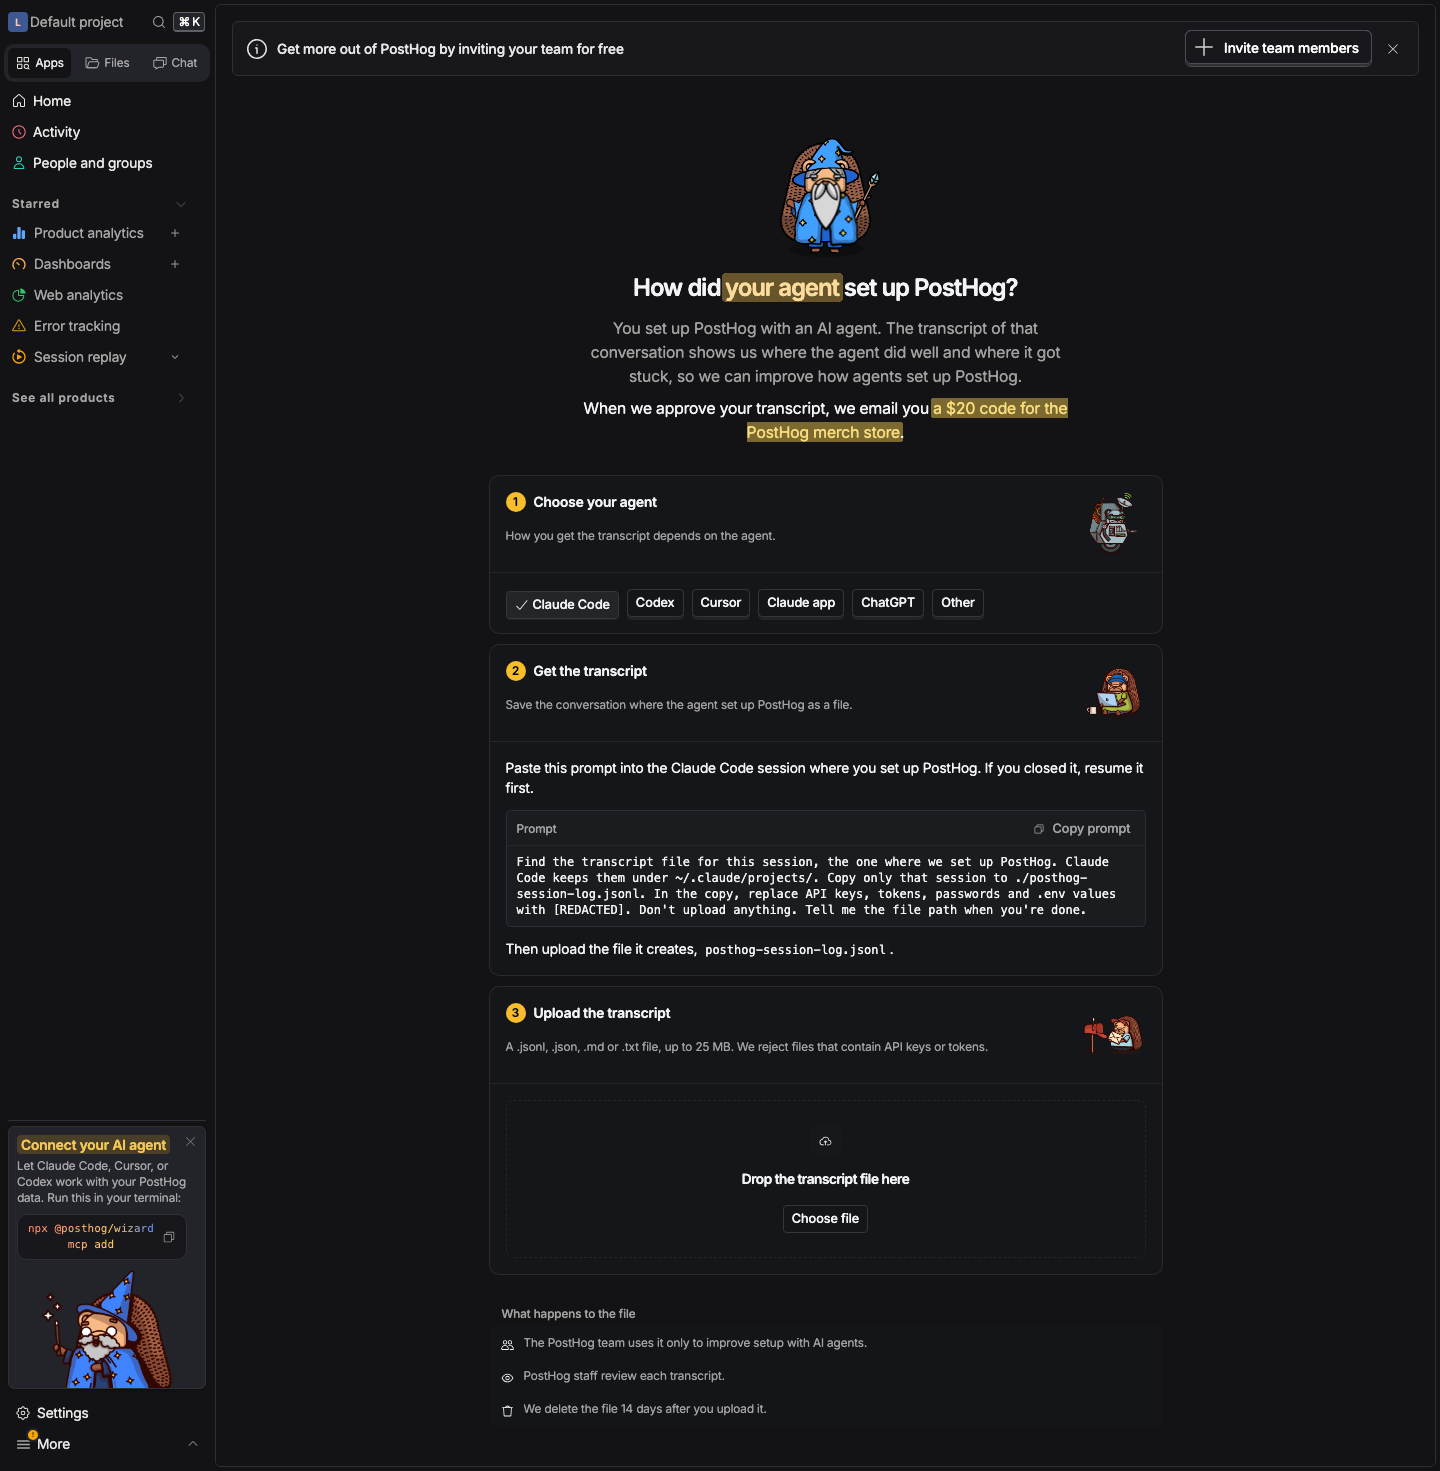 L Default project ⌘ K
Apps Files Chat
Home
Activity
People and groups
Starred
Product analytics
Dashboards
Web analytics
Error tracking
Session replay
See all products
Connect your AI agent
Let Claude Code, Cursor, or
Codex work with your PostHog
data. Run this in your terminal:
npx @posthog/wizard
mcp add
Settings
More
Get more out of PostHog by inviting your team for free
Invite team members
How did your agent set up PostHog?
You set up PostHog with an AI agent. The transcript of that
conversation shows us where the agent did well and where it got
stuck, so we can improve how agents set up PostHog.
When we approve your transcript, we email you a $20 code for the
PostHog merch store.
1 Choose your agent
How you get the transcript depends on the agent.
Claude Code Codex Cursor Claude app ChatGPT Other
2 Get the transcript
Save the conversation where the agent set up PostHog as a file.
Paste this prompt into the Claude Code session where you set up PostHog. If you closed it, resume it
first.
Prompt Copy prompt
Find the transcript file for this session, the one where we set up PostHog. Claude
Code keeps them under ~/.claude/projects/. Copy only that session to ./posthog-
session-log.jsonl. In the copy, replace API keys, tokens, passwords and .env values
with [REDACTED]. Don't upload anything. Tell me the file path when you're done.
Then upload the file it creates, posthog-session-log.jsonl.
3 Upload the transcript
A .jsonl, .json, .md or .txt file, up to 25 MB. We reject files that contain API keys or tokens.
Drop the transcript file here
Choose file
What happens to the file
The PostHog team uses it only to improve setup with AI agents.
PostHog staff review each transcript.
We delete the file 14 days after you upload it.